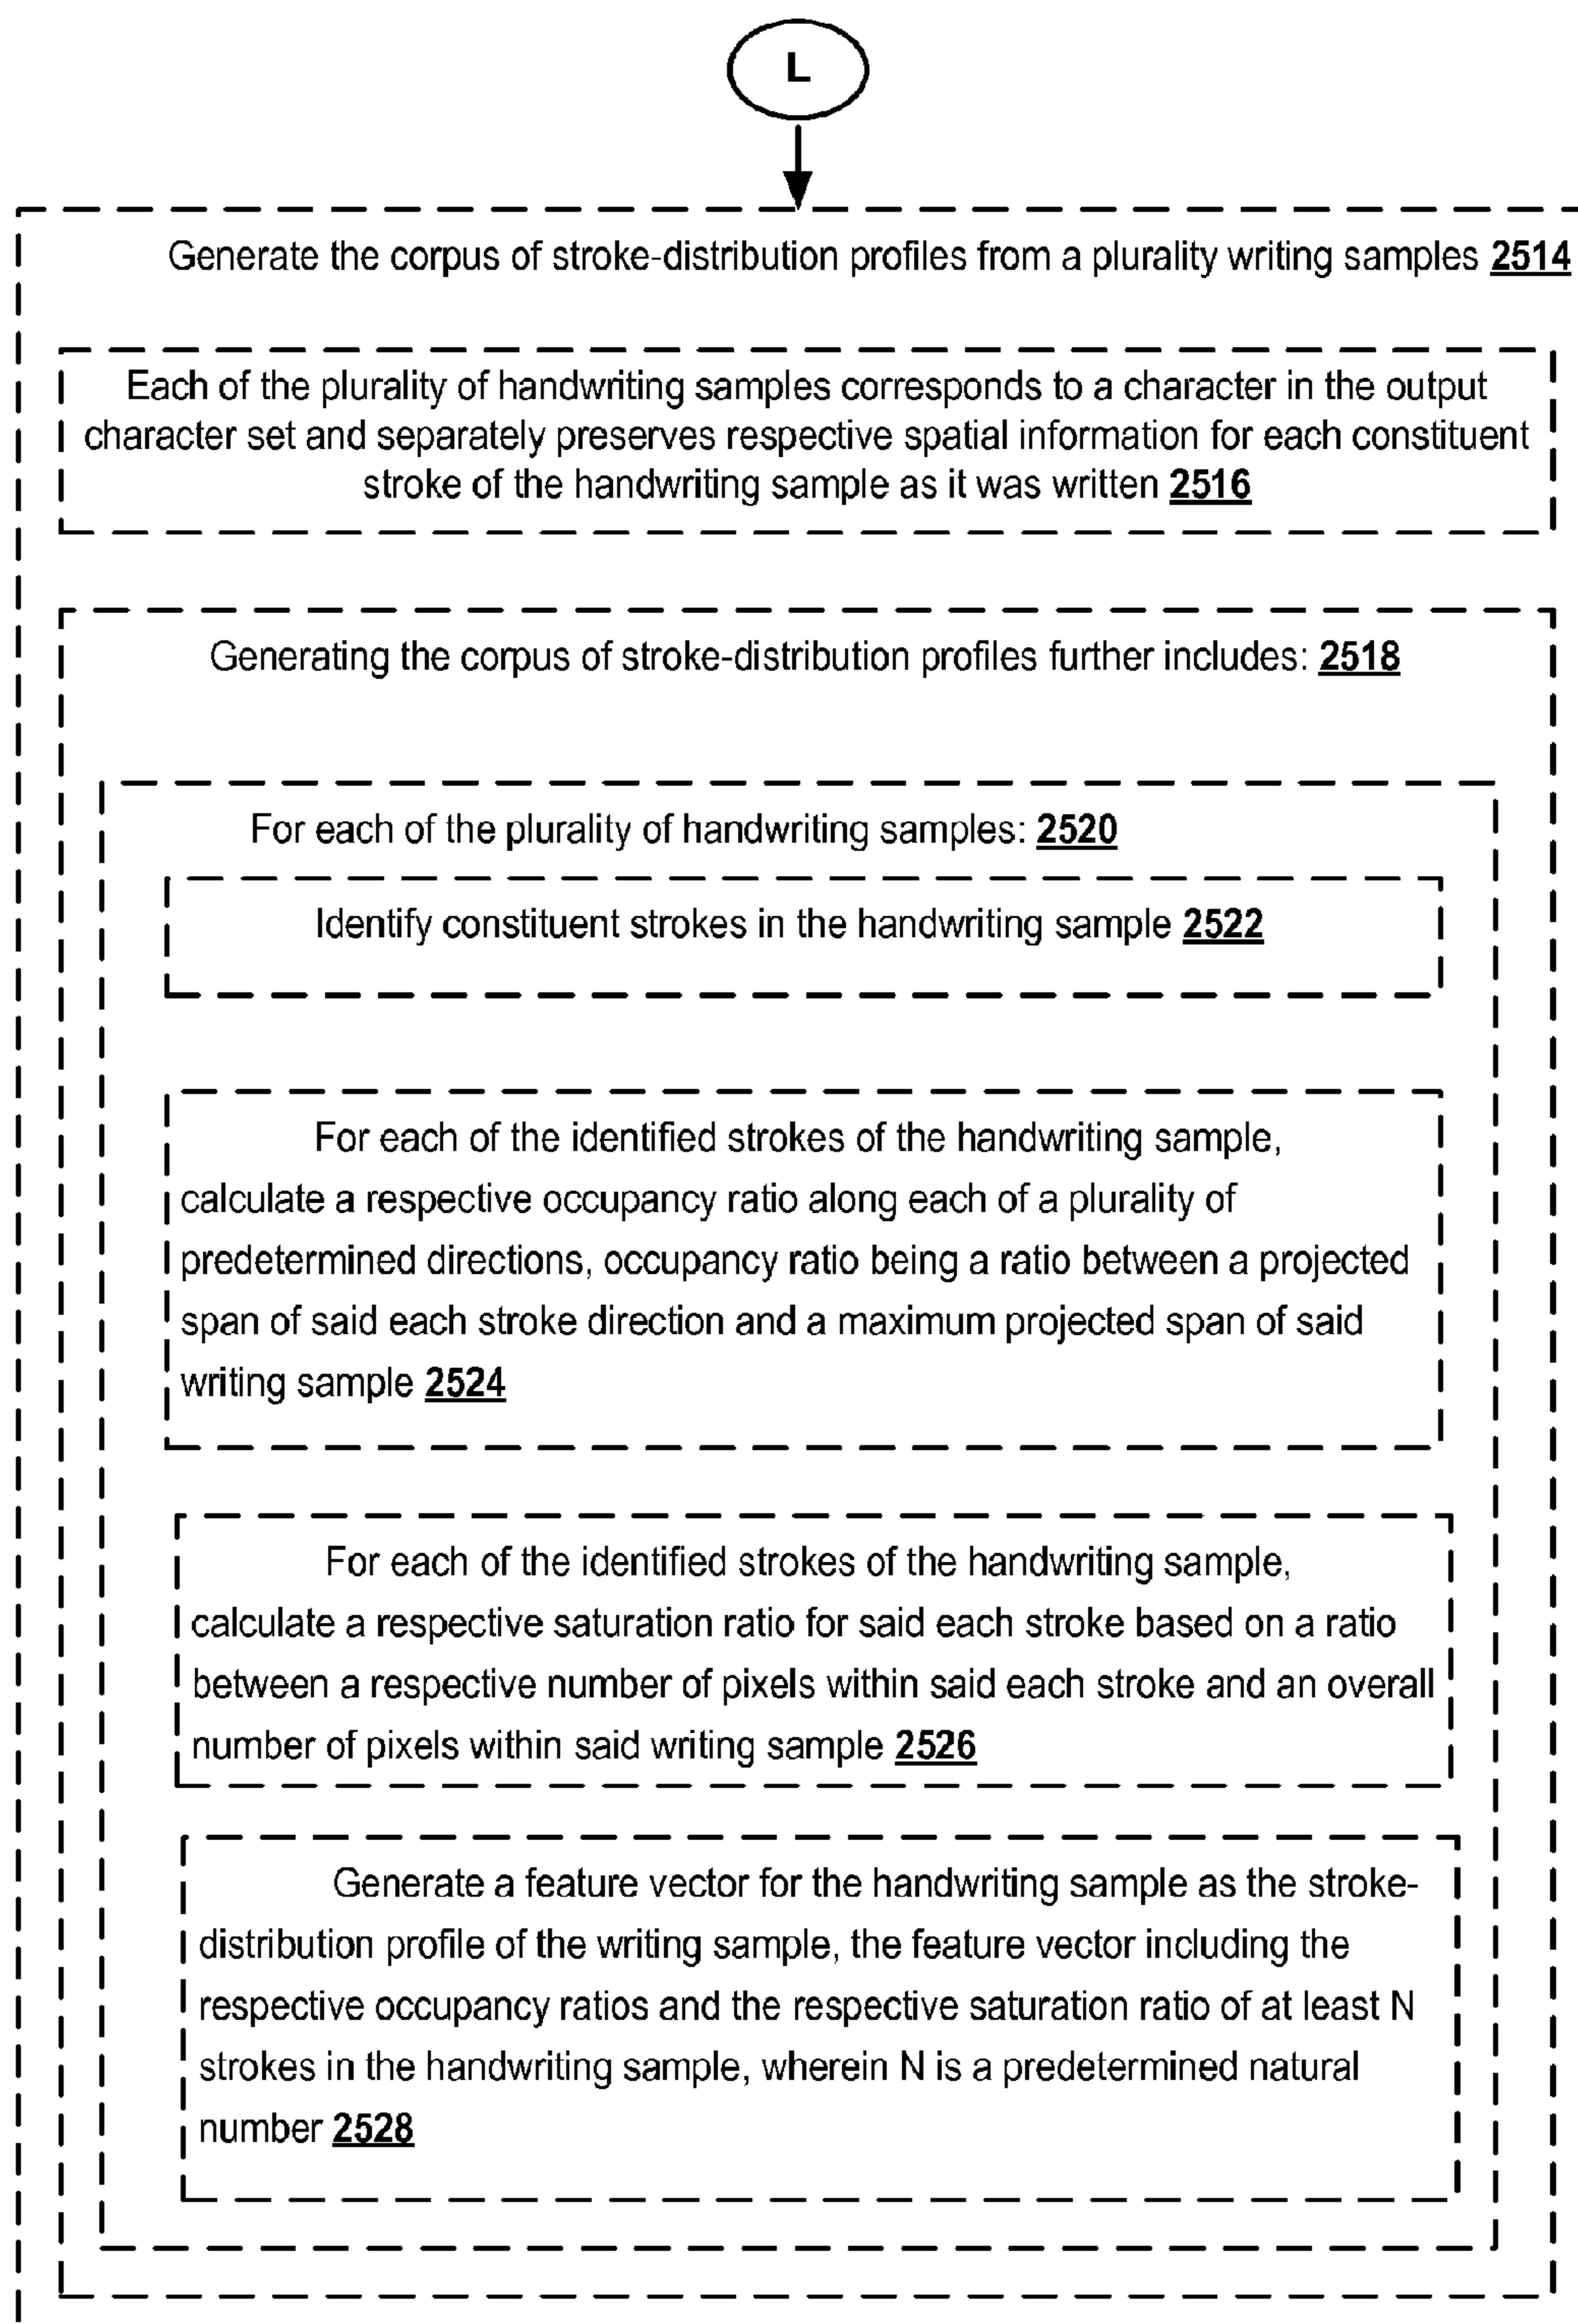 L
Generate the corpus of stroke-distribution profiles from a plurality writing samples 2514
Each of the plurality of handwriting samples corresponds to a character in the output
character set and separately preserves respective spatial information for each constituent
stroke of the handwriting sample as it was written 2516
Generating the corpus of stroke-distribution profiles further includes: 2518
For each of the plurality of handwriting samples: 2520
Identify constituent strokes in the handwriting sample 2522
For each of the identified strokes of the handwriting sample,
calculate a respective occupancy ratio along each of a plurality of
predetermined directions, occupancy ratio being a ratio between a projected
span of said each stroke direction and a maximum projected span of said
writing sample 2524
For each of the identified strokes of the handwriting sample,
calculate a respective saturation ratio for said each stroke based on a ratio
between a respective number of pixels within said each stroke and an overall
number of pixels within said writing sample 2526
Generate a feature vector for the handwriting sample as the stroke-
distribution profile of the writing sample, the feature vector including the
respective occupancy ratios and the respective saturation ratio of at least N
strokes in the handwriting sample, wherein N is a predetermined natural
number 2528